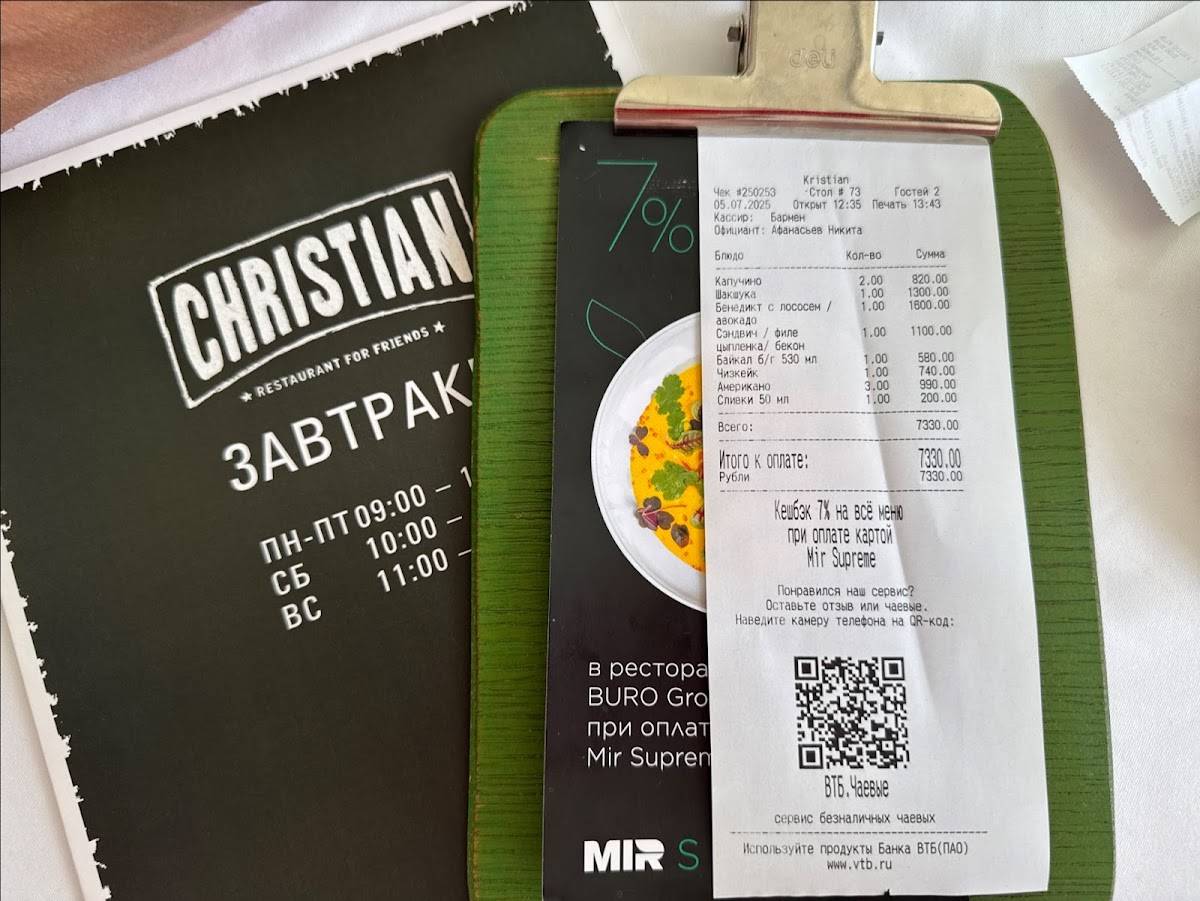 CHRISTIAN
★ RESTAURANT FOR FRIENDS ★
ЗАВТРАК
ПН-ПТ 09:00 –
СБ 10:00 –
ВС 11:00 –
deli
7%
в рестора
BURO Gro
при оплат
Mir Suprem
MIR S
Kristian
Чек #250253 Стол # 73 Гостей 2
05.07.2025 Открыт 12:35 Печать 13:43
Кассир: Бармен
Официант: Афанасьев Никита
Блюдо Кол-во Сумма
Капучино 2.00 820.00
Шакшука 1.00 1300.00
Бенедикт с лососем / 1.00 1600.00
авокадо
Сэндвич / филе 1.00 1100.00
цыпленка/ бекон
Байкал б/г 530 мл 1.00 580.00
Чизкейк 1.00 740.00
Американо 3.00 990.00
Сливки 50 мл 1.00 200.00
Всего: 7330.00
Итого к оплате: 7330.00
Рубли 7330.00
Кешбэк 7% на всё меню
при оплате картой
Mir Supreme
Понравился наш сервис?
Оставьте отзыв или чаевые.
Наведите камеру телефона на QR-код:
ВТБ.Чаевые
сервис безналичных чаевых
Используйте продукты Банка ВТБ(ПАО)
www.vtb.ru